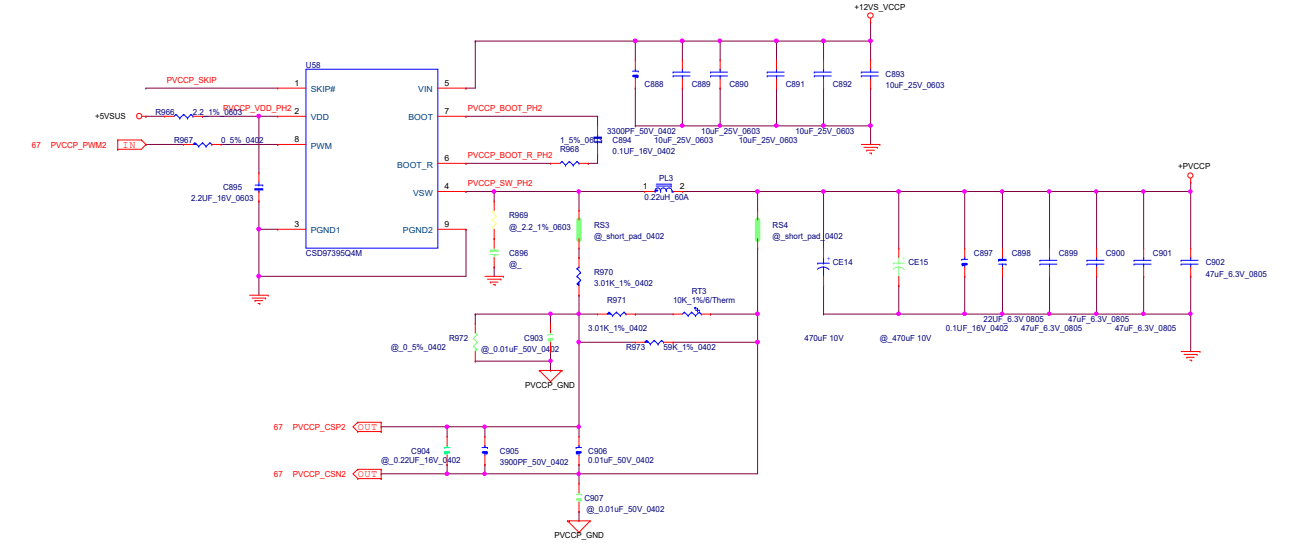 +12VS_VCCP
U58
PVCCP_SKIP
1
SKIP#
VIN
5
C888
C889
C890
C891
C892
C893
10uF_25V_0603
+5VSUS
R966
2.2_1%_0603
PVCCP_VDD_PH2
2
VDD
BOOT
7
PVCCP_BOOT_PH2
3300PF_50V_0402
10uF_25V_0603
10uF_25V_0603
10uF_25V_0603
10uF_25V_0603
67
PVCCP_PWM2
IN
R967
0_5%_0402
8
PWM
C894
0.1UF_16V_0402
R968
BOOT_R
6
PVCCP_BOOT_R_PH2
+PVCCP
C895
2.2UF_16V_0603
VSW
4
PVCCP_SW_PH2
1
PL3
2
0.22uH_60A
3
PGND1
PGND2
9
CSD97395Q4M
R969
@_2.2_1%_0603
C896
@_
RS3
@_short_pad_0402
RS4
@_short_pad_0402
R970
3.01K_1%_0402
CE14
470uF 10V
CE15
@_470uF 10V
C897
C898
C899
C900
C901
C902
47uF_6.3V_0805
0.1UF_16V_0402
22UF_6.3V 0805
47uF_6.3V_0805
47uF_6.3V_0805
47uF_6.3V_0805
R971
3.01K_1%_0402
RT3
10K_1%/6/Therm
R972
@_0_5%_0402
C903
@_0.01uF_50V_0402
R973
59K_1%_0402
PVCCP_GND
67
PVCCP_CSP2
OUT
C904
@_0.22UF_16V_0402
C905
3900PF_50V_0402
C906
0.01uF_50V_0402
67
PVCCP_CSN2
OUT
C907
@_0.01uF_50V_0402
PVCCP_GND